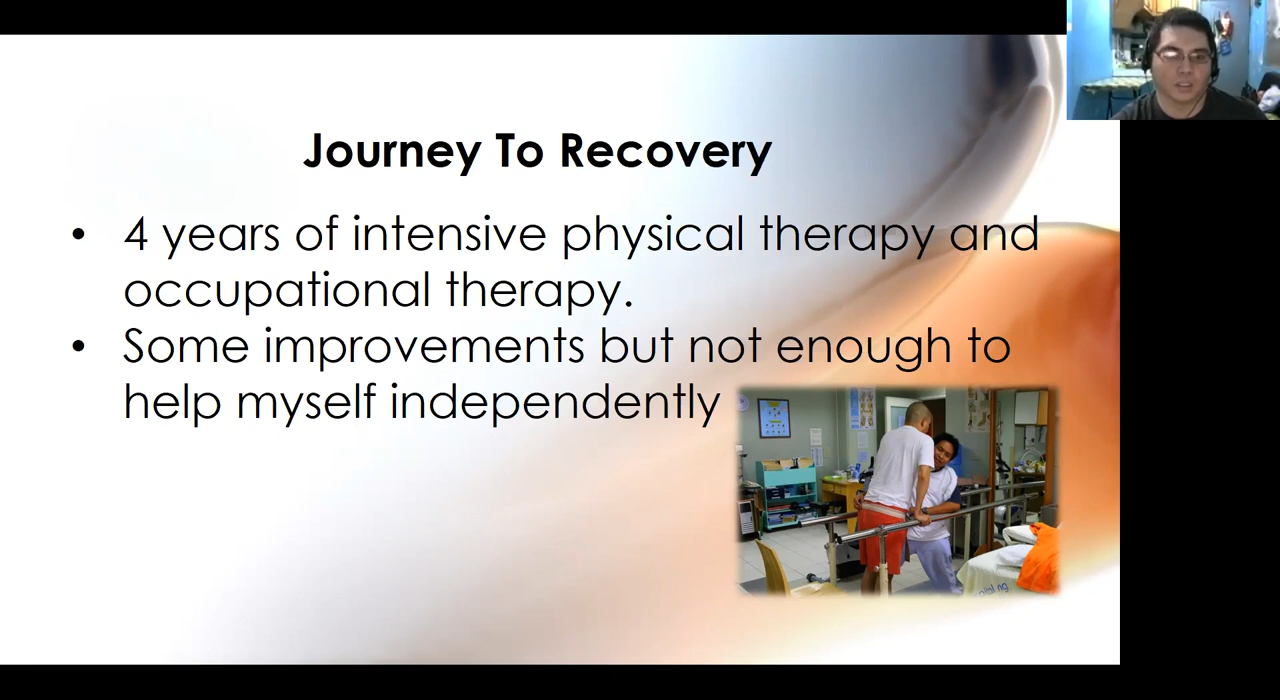 Journey To Recovery
• 4 years of intensive physical therapy and
occupational therapy.
• Some improvements but not enough to
help myself independently